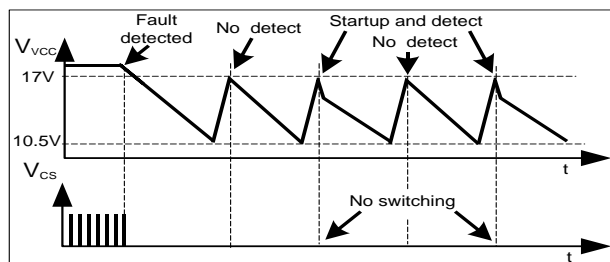 Fault
detected
No detect
Startup and detect
No detect
VVCC
17V
10.5V
t
VCS
No switching
t